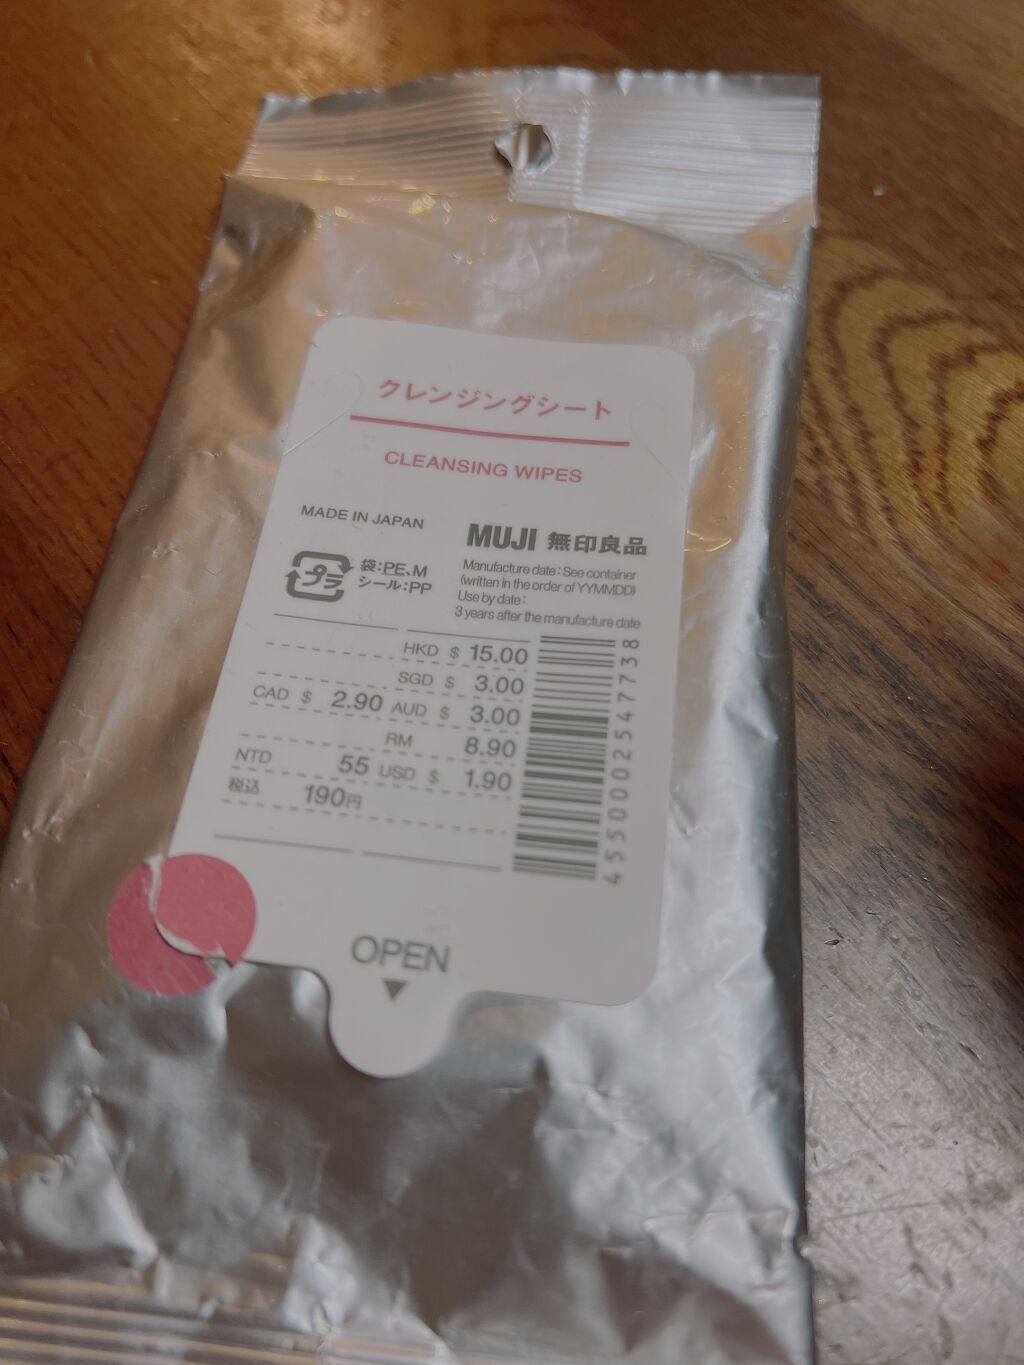 クレンジングシート
CLEANSING WIPES
MADE IN JAPAN
プラ
袋:PE、M
シール:PP
MUJI 無印良品
Manufacture date:See container
(written in the order of YYMMDD)
Use by date:
3 years after the manufacture date
HKD $ 15.00
SGD $ 3.00
CAD $ 2.90 AUD $ 3.00
RM 8.90
NTD 55 USD $ 1.90
税込 190円
4550002547738
OPEN